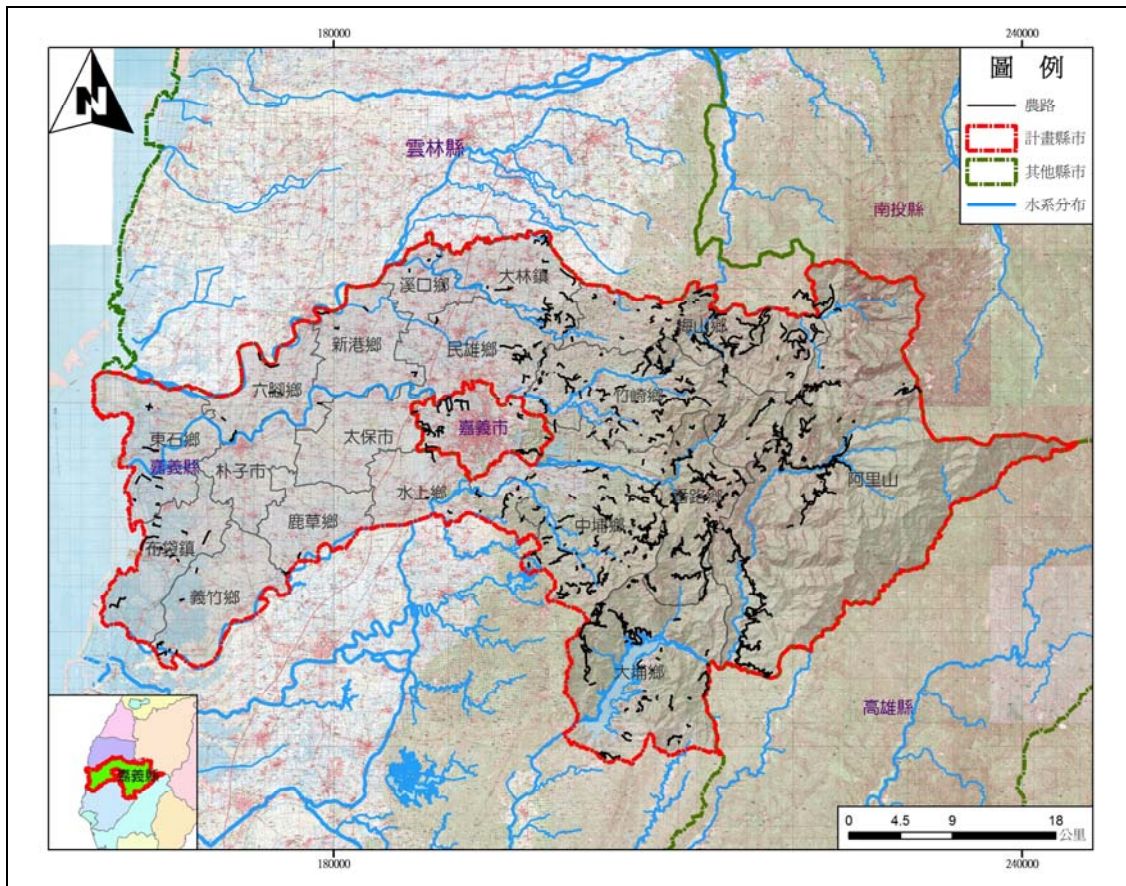 180000
240000
N
圖 例
農路
計畫縣市
其他縣市
水系分布
雲林縣
南投縣
大林鎮
溪口鄉
梅山鄉
新港鄉
民雄鄉
六腳鄉
竹崎鄉
東石鄉
太保市
嘉義市
嘉義縣
朴子市
阿里山
水上鄉
番路鄉
鹿草鄉
中埔鄉
布袋鎮
義竹鄉
大埔鄉
高雄縣
嘉義縣
0 4.5 9 18
公里
180000
240000